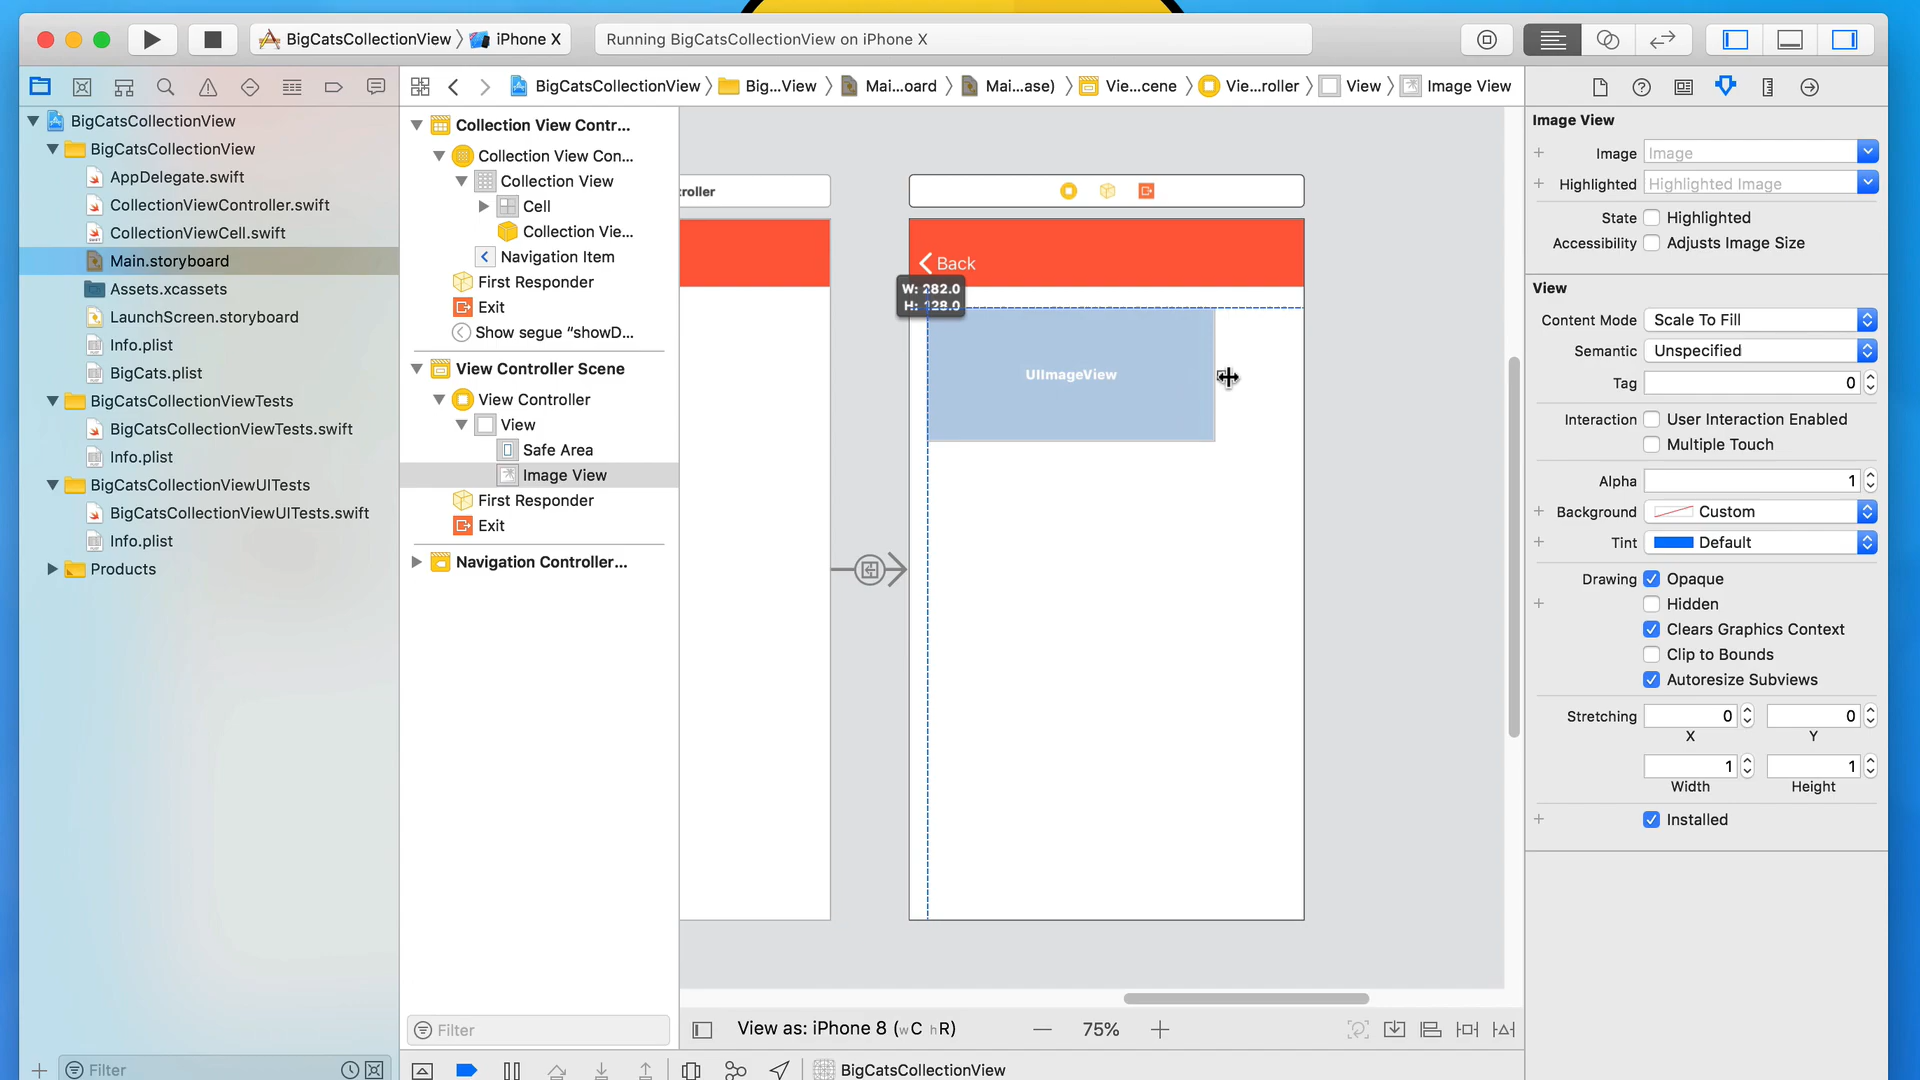 BigCatsCollectionView
iPhone X
Running BigCatsCollectionView on iPhone X
BigCatsCollectionView
Big...View
Mai...oard
Mai...ase)
Vie...cene
Vie...roller
View
Image View
BigCatsCollectionView
BigCatsCollectionView
AppDelegate.swift
CollectionViewController.swift
CollectionViewCell.swift
Main.storyboard
Assets.xcassets
LaunchScreen.storyboard
Info.plist
BigCats.plist
BigCatsCollectionViewTests
BigCatsCollectionViewTests.swift
Info.plist
BigCatsCollectionViewUITests
BigCatsCollectionViewUITests.swift
Info.plist
Products
Filter
Collection View Contr...
Collection View Con...
Collection View
Cell
Collection Vie...
Navigation Item
First Responder
Exit
Show segue “showD...
View Controller Scene
View Controller
View
Safe Area
Image View
First Responder
Exit
Navigation Controller...
Filter
troller
Back
W: 282.0
H: 128.0
UIImageView
View as: iPhone 8 (wC hR)
75%
BigCatsCollectionView
Image View
Image Image
Highlighted Highlighted Image
State Highlighted
Accessibility Adjusts Image Size
View
Content Mode Scale To Fill
Semantic Unspecified
Tag 0
Interaction User Interaction Enabled
Multiple Touch
Alpha 1
Background Custom
Tint Default
Drawing Opaque
Hidden
Clears Graphics Context
Clip to Bounds
Autoresize Subviews
Stretching 0 0
X Y
1 1
Width Height
Installed